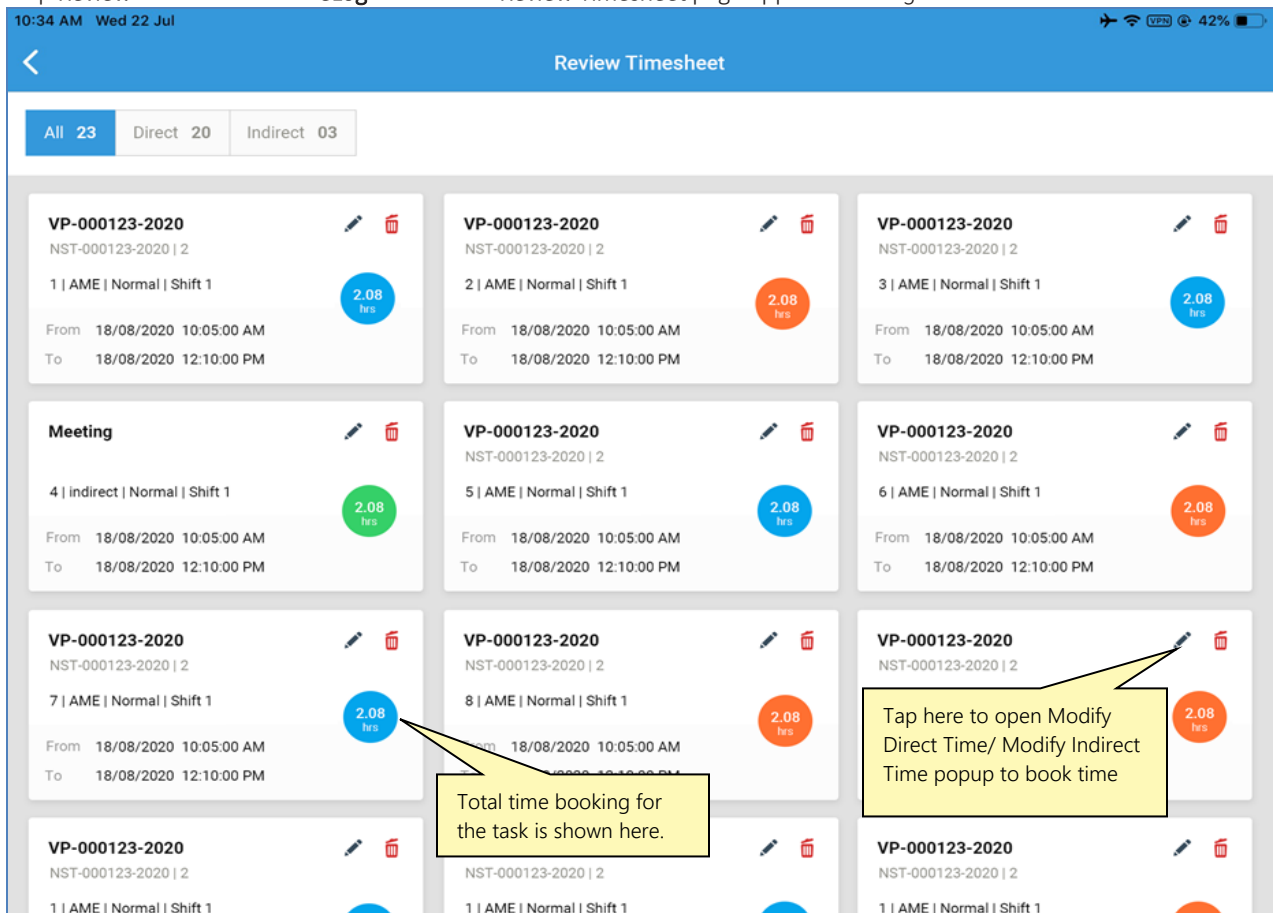 10:34 AM Wed 22 Jul VPN 42%
Review Timesheet
All 23 Direct 20 Indirect 03
VP-000123-2020
NST-000123-2020 | 2
1 | AME | Normal | Shift 1
2.08
hrs
From 18/08/2020 10:05:00 AM
To 18/08/2020 12:10:00 PM
VP-000123-2020
NST-000123-2020 | 2
2 | AME | Normal | Shift 1
2.08
hrs
From 18/08/2020 10:05:00 AM
To 18/08/2020 12:10:00 PM
VP-000123-2020
NST-000123-2020 | 2
3 | AME | Normal | Shift 1
2.08
hrs
From 18/08/2020 10:05:00 AM
To 18/08/2020 12:10:00 PM
Meeting
4 | indirect | Normal | Shift 1
2.08
hrs
From 18/08/2020 10:05:00 AM
To 18/08/2020 12:10:00 PM
VP-000123-2020
NST-000123-2020 | 2
5 | AME | Normal | Shift 1
2.08
hrs
From 18/08/2020 10:05:00 AM
To 18/08/2020 12:10:00 PM
VP-000123-2020
NST-000123-2020 | 2
6 | AME | Normal | Shift 1
2.08
hrs
From 18/08/2020 10:05:00 AM
To 18/08/2020 12:10:00 PM
VP-000123-2020
NST-000123-2020 | 2
7 | AME | Normal | Shift 1
2.08
hrs
From 18/08/2020 10:05:00 AM
To 18/08/2020 12:10:00 PM
VP-000123-2020
NST-000123-2020 | 2
8 | AME | Normal | Shift 1
2.08
hrs
From 18/08/2020 10:05:00 AM
Total time booking for
the task is shown here.
VP-000123-2020
NST-000123-2020 | 2
2.08
hrs
Tap here to open Modify
Direct Time/ Modify Indirect
Time popup to book time
VP-000123-2020
NST-000123-2020 | 2
1 | AME | Normal | Shift 1
NST-000123-2020 | 2
1 | AME | Normal | Shift 1
VP-000123-2020
NST-000123-2020 | 2
1 | AME | Normal | Shift 1